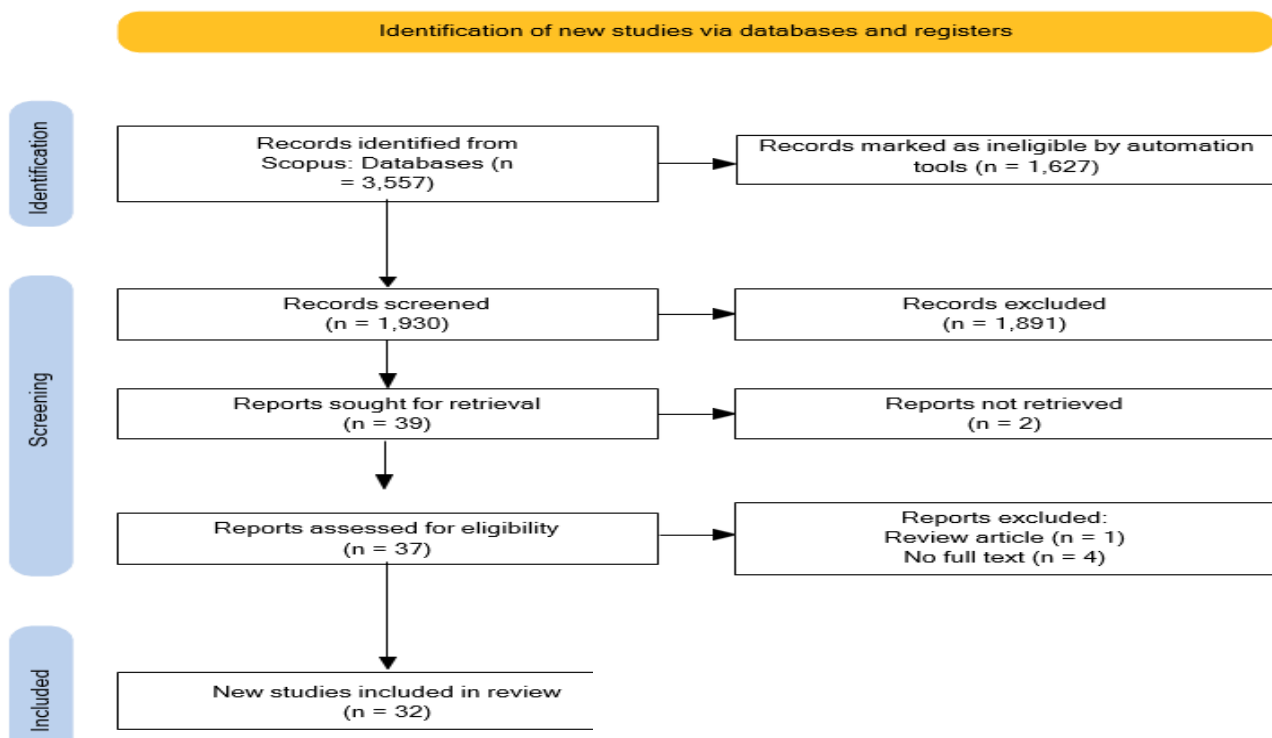 Identification of new studies via databases and registers
Identification
Records identified from
Scopus: Databases (n
= 3,557)
Records marked as ineligible by automation
tools (n = 1,627)
Screening
Records screened
(n = 1,930)
Records excluded
(n = 1,891)
Reports sought for retrieval
(n = 39)
Reports not retrieved
(n = 2)
Reports assessed for eligibility
(n = 37)
Reports excluded:
Review article (n = 1)
No full text (n = 4)
Included
New studies included in review
(n = 32)